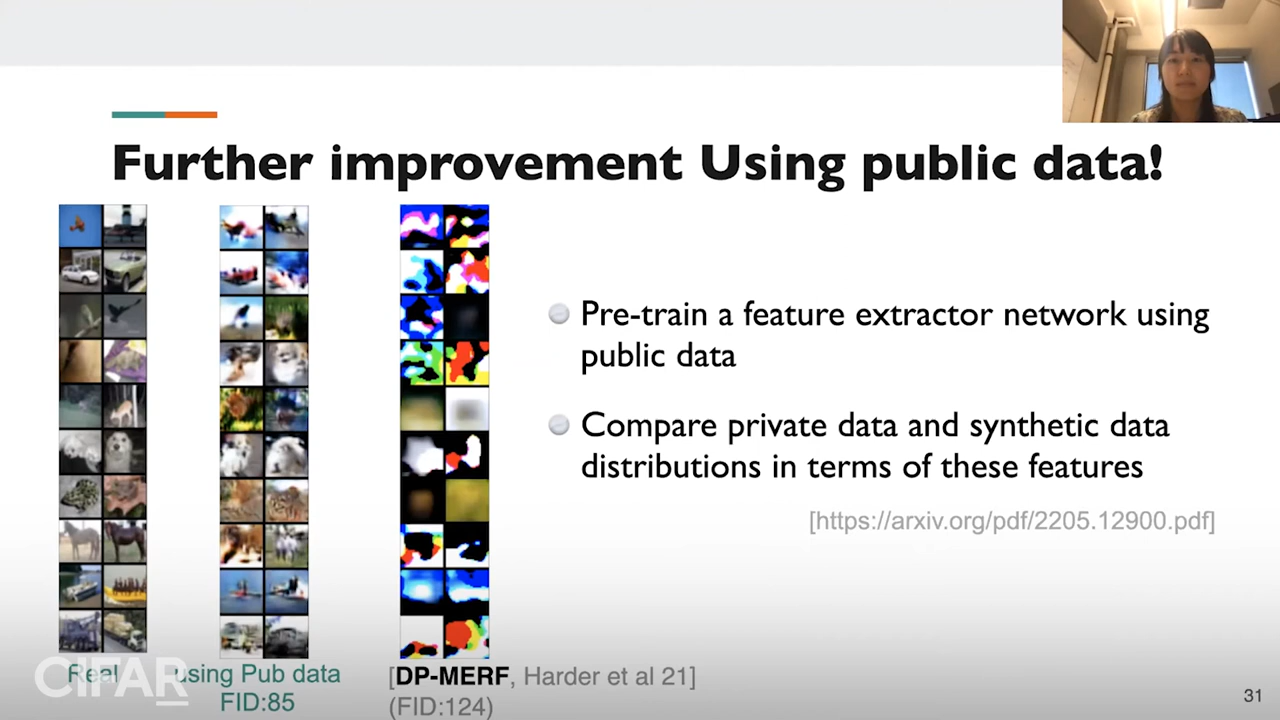 Further improvement Using public data!
Pre-train a feature extractor network using
public data
Compare private data and synthetic data
distributions in terms of these features
[https://arxiv.org/pdf/2205.12900.pdf]
Real
using Pub data
FID:85
[DP-MERF, Harder et al 21]
(FID:124)
CIFAR
31